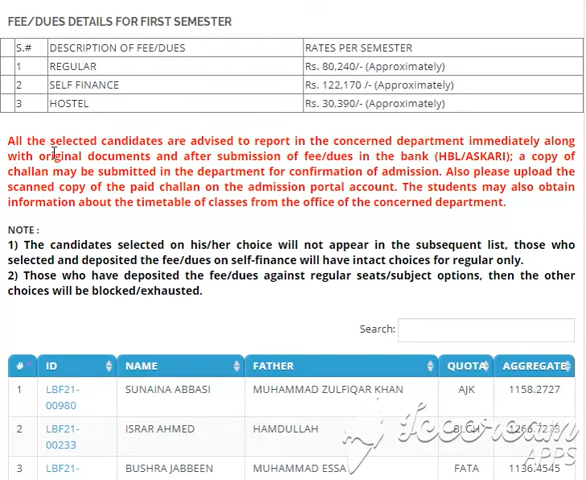 FEE/DUES DETAILS FOR FIRST SEMESTER
S.# DESCRIPTION OF FEE/DUES RATES PER SEMESTER
1 REGULAR Rs. 80,240/- (Approximately)
2 SELF FINANCE Rs. 122,170 /- (Approximately)
3 HOSTEL Rs. 30,390/- (Approximately)
All the selected candidates are advised to report in the concerned department immediately along
with original documents and after submission of fee/dues in the bank (HBL/ASKARI); a copy of
challan may be submitted in the department for confirmation of admission. Also please upload the
scanned copy of the paid challan on the admission portal account. The students may also obtain
information about the timetable of classes from the office of the concerned department.
NOTE :
1) The candidates selected on his/her choice will not appear in the subsequent list, those who
selected and deposited the fee/dues on self-finance will have intact choices for regular only.
2) Those who have deposited the fee/dues against regular seats/subject options, then the other
choices will be blocked/exhausted.
Search:
# ID NAME FATHER QUOTA AGGREGATE
1 LBF21- SUNAINA ABBASI MUHAMMAD ZULFIQAR KHAN AJK 1158.2727
00980
2 LBF21- ISRAR AHMED HAMDULLAH BLCH 1266.7273
00233
3 LBF21- BUSHRA JABBEEN MUHAMMAD ESSA FATA 1136.4545
Icecream
APPS